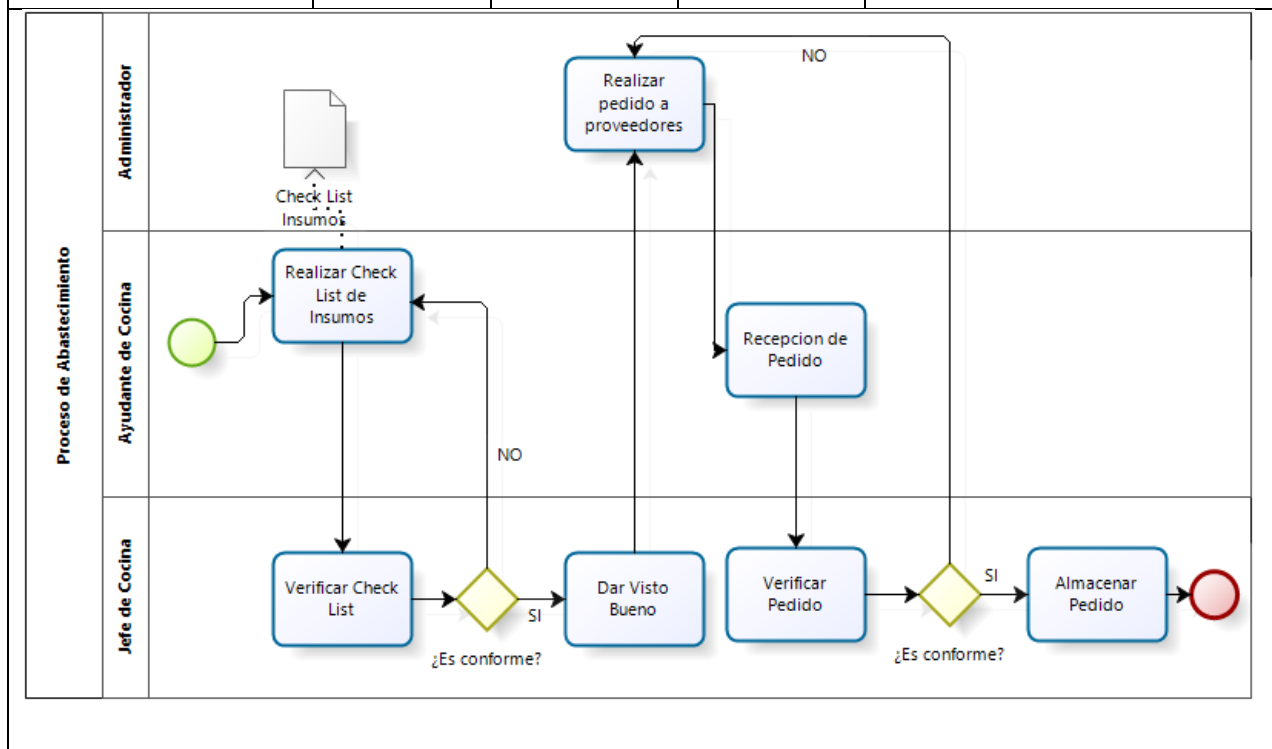 Proceso de Abastecimiento
Administrador
Check List
Insumos
Realizar
pedido a
proveedores
NO
Ayudante de Cocina
Realizar Check
List de
Insumos
NO
Recepcion de
Pedido
Jefe de Cocina
Verificar Check
List
¿Es conforme?
SI
Dar Visto
Bueno
Verificar
Pedido
¿Es conforme?
SI
Almacenar
Pedido